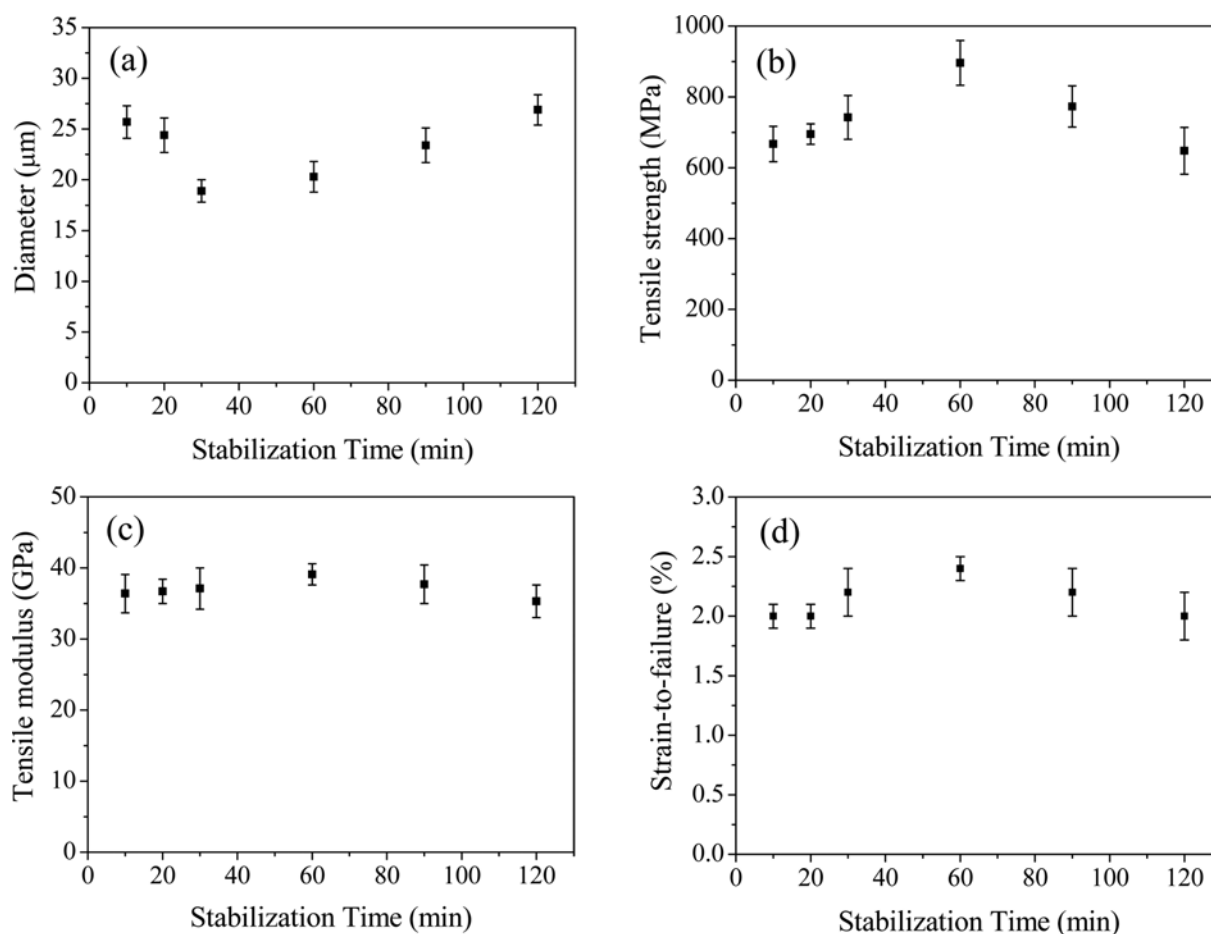 (a)
Diameter (μm)
35
30
25
20
15
10
5
0
0 20 40 60 80 100 120
Stabilization Time (min)
(b)
Tensile strength (MPa)
1000
800
600
400
200
0
0 20 40 60 80 100 120
Stabilization Time (min)
(c)
Tensile modulus (GPa)
50
40
30
20
10
0
0 20 40 60 80 100 120
Stabilization Time (min)
(d)
Strain-to-failure (%)
3.0
2.5
2.0
1.5
1.0
0.5
0.0
0 20 40 60 80 100 120
Stabilization Time (min)